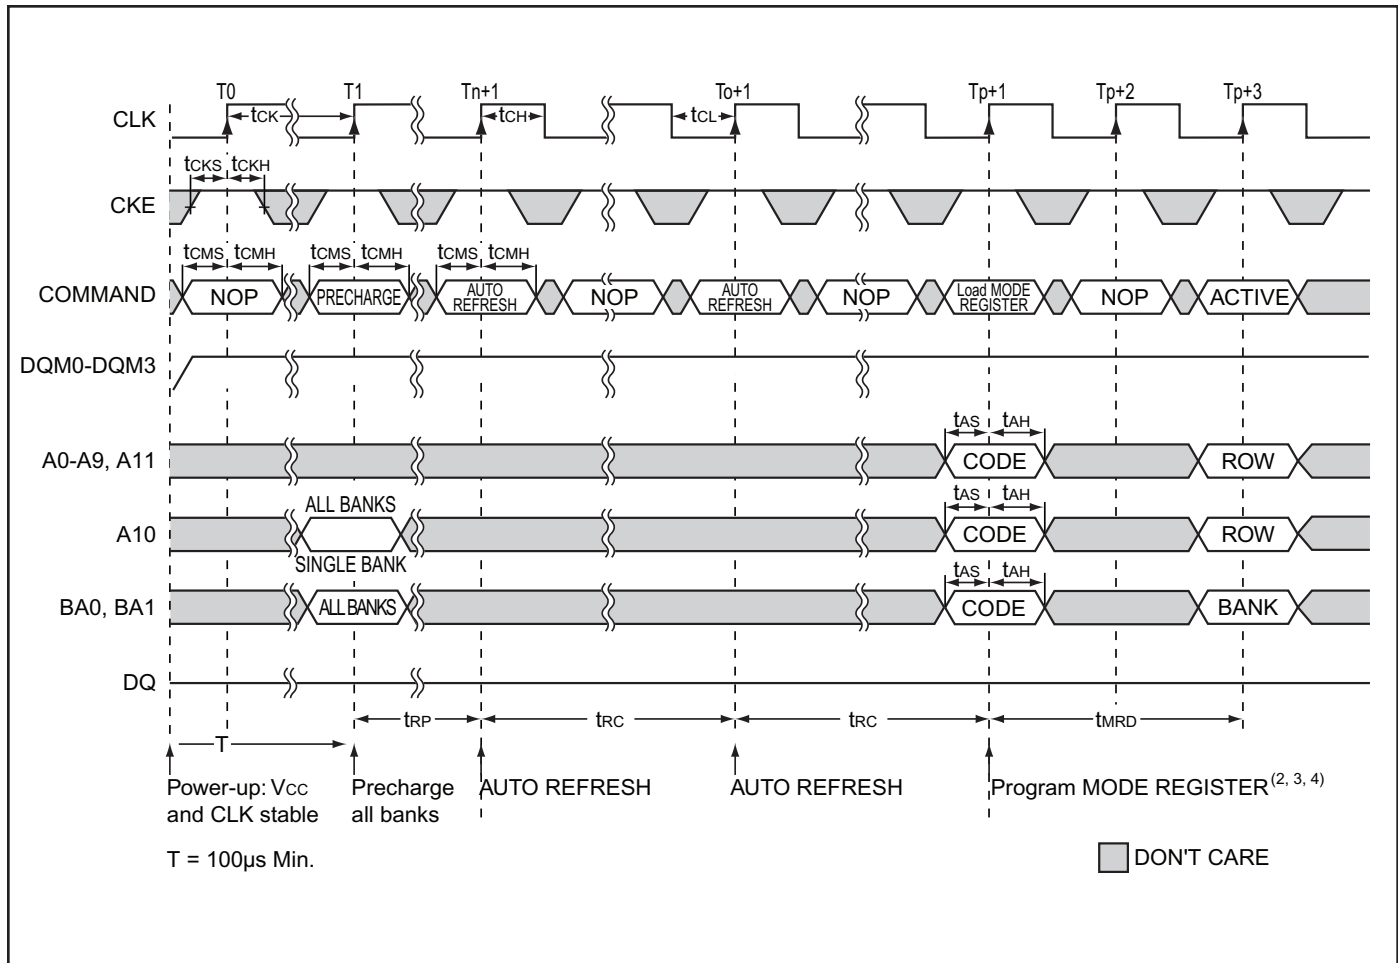 T0 T1 Tn+1 To+1 Tp+1 Tp+2 Tp+3
CLK tCK tCH tCL
tCKS tCKH
CKE
tCMS tCMH tCMS tCMH tCMS tCMH
COMMAND NOP PRECHARGE AUTO REFRESH NOP AUTO REFRESH NOP Load MODE REGISTER NOP ACTIVE
DQM0-DQM3
tAS tAH
A0-A9, A11 CODE ROW
ALL BANKS tAS tAH
A10 CODE ROW
SINGLE BANK tAS tAH
BA0, BA1 ALL BANKS CODE BANK
DQ
tRP tRC tRC tMRD
T
Power-up: VCC Precharge AUTO REFRESH AUTO REFRESH Program MODE REGISTER(2, 3, 4)
and CLK stable all banks
T = 100µs Min. DON'T CARE